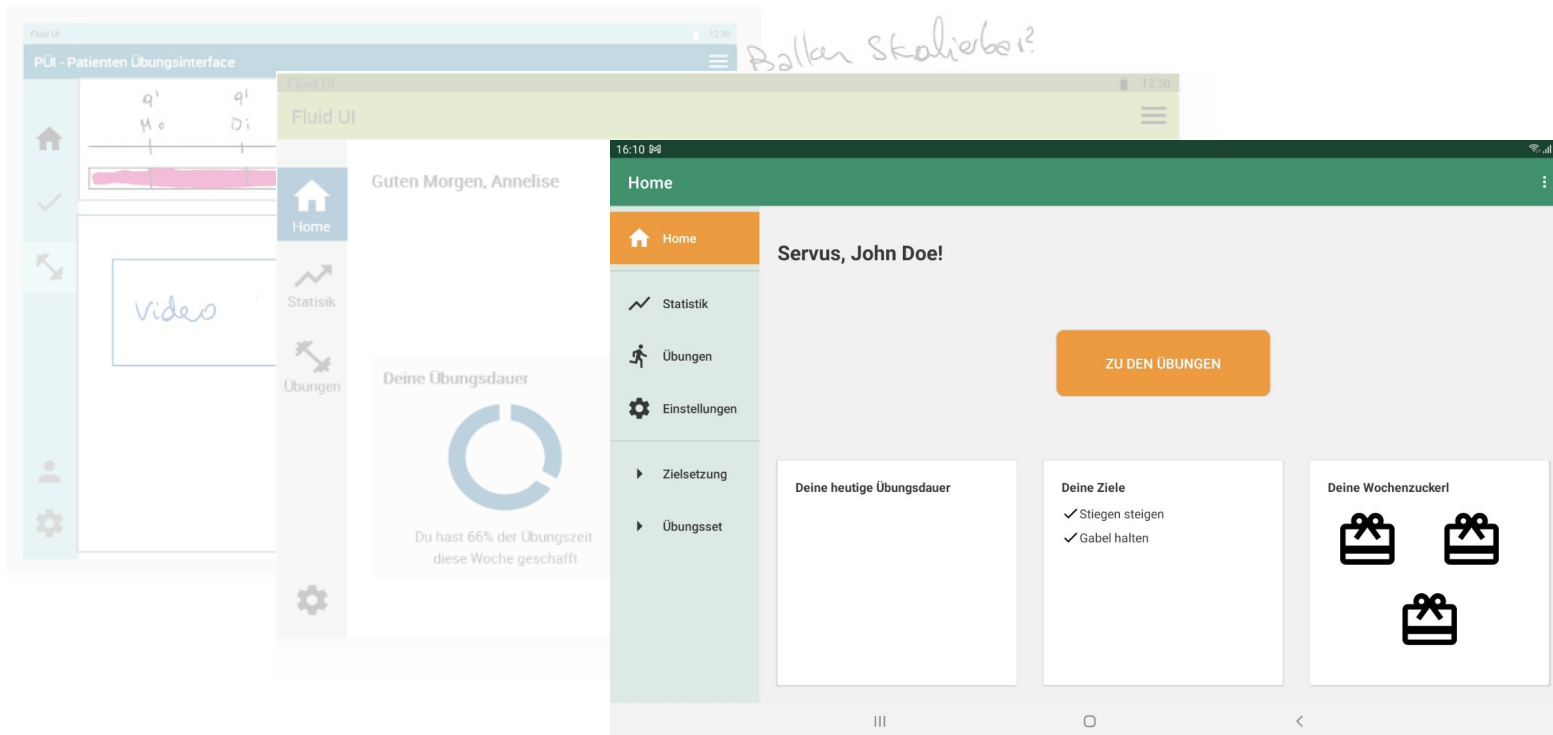 Fluid UI
12:30
PÜI - Patienten Übungsinterface
Balken Skalierbar?
9'
9'
Mo
Di
Video
Fluid UI
12:30
Fluid UI
Guten Morgen, Annelise
Home
Statisik
Übungen
Deine Übungsdauer
Du hast 66% der Übungszeit
diese Woche geschafft
16:10
Home
Home
Statistik
Übungen
Einstellungen
Zielsetzung
Übungsset
Servus, John Doe!
ZU DEN ÜBUNGEN
Deine heutige Übungsdauer
Deine Ziele
Stiegen steigen
Gabel halten
Deine Wochenzuckerl